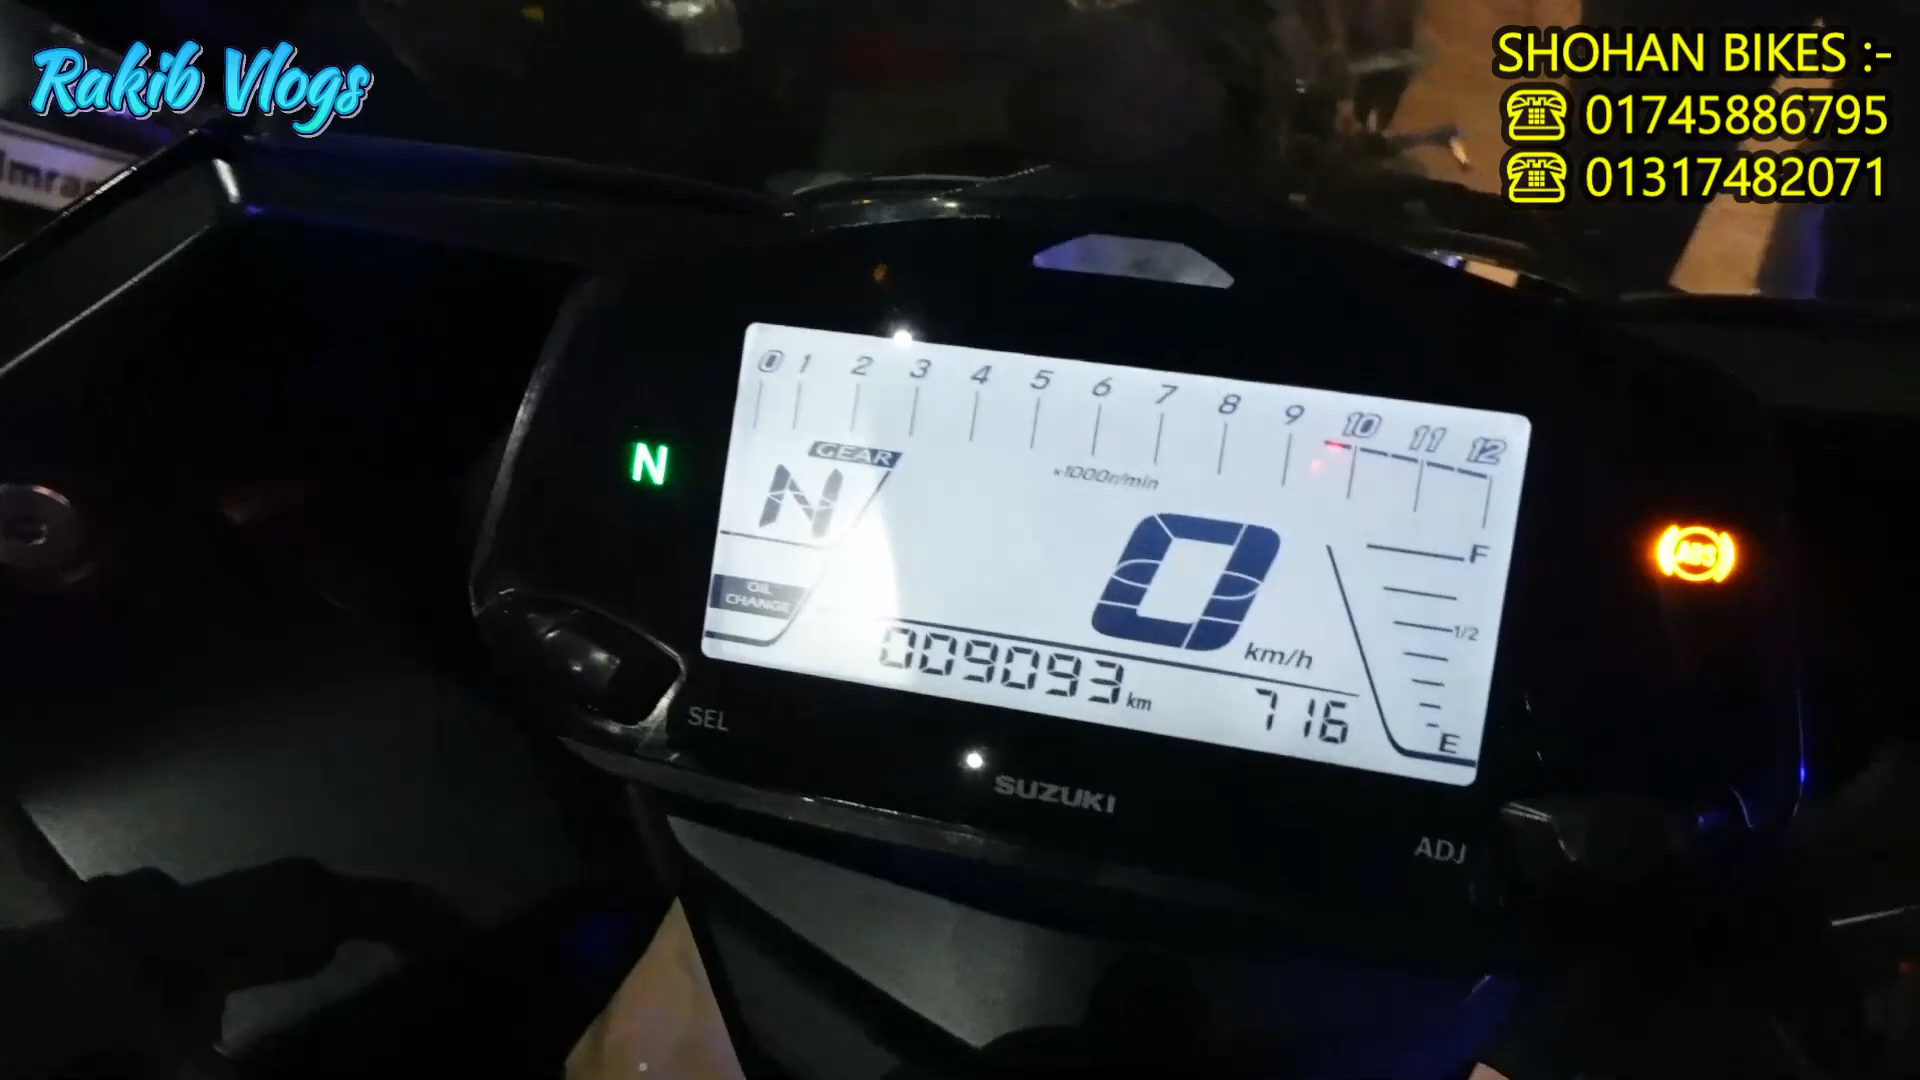 Rakib Vlogs
SHOHAN BIKES :-
☎ 01745886795
☎ 01317482071
0 1 2 3 4 5 6 7 8 9 10 11 12
×1000r/min
GEAR
N
N
ABS
F
1/2
E
OIL
CHANGE
0 km/h
009093 km
716
SEL
SUZUKI
ADJ